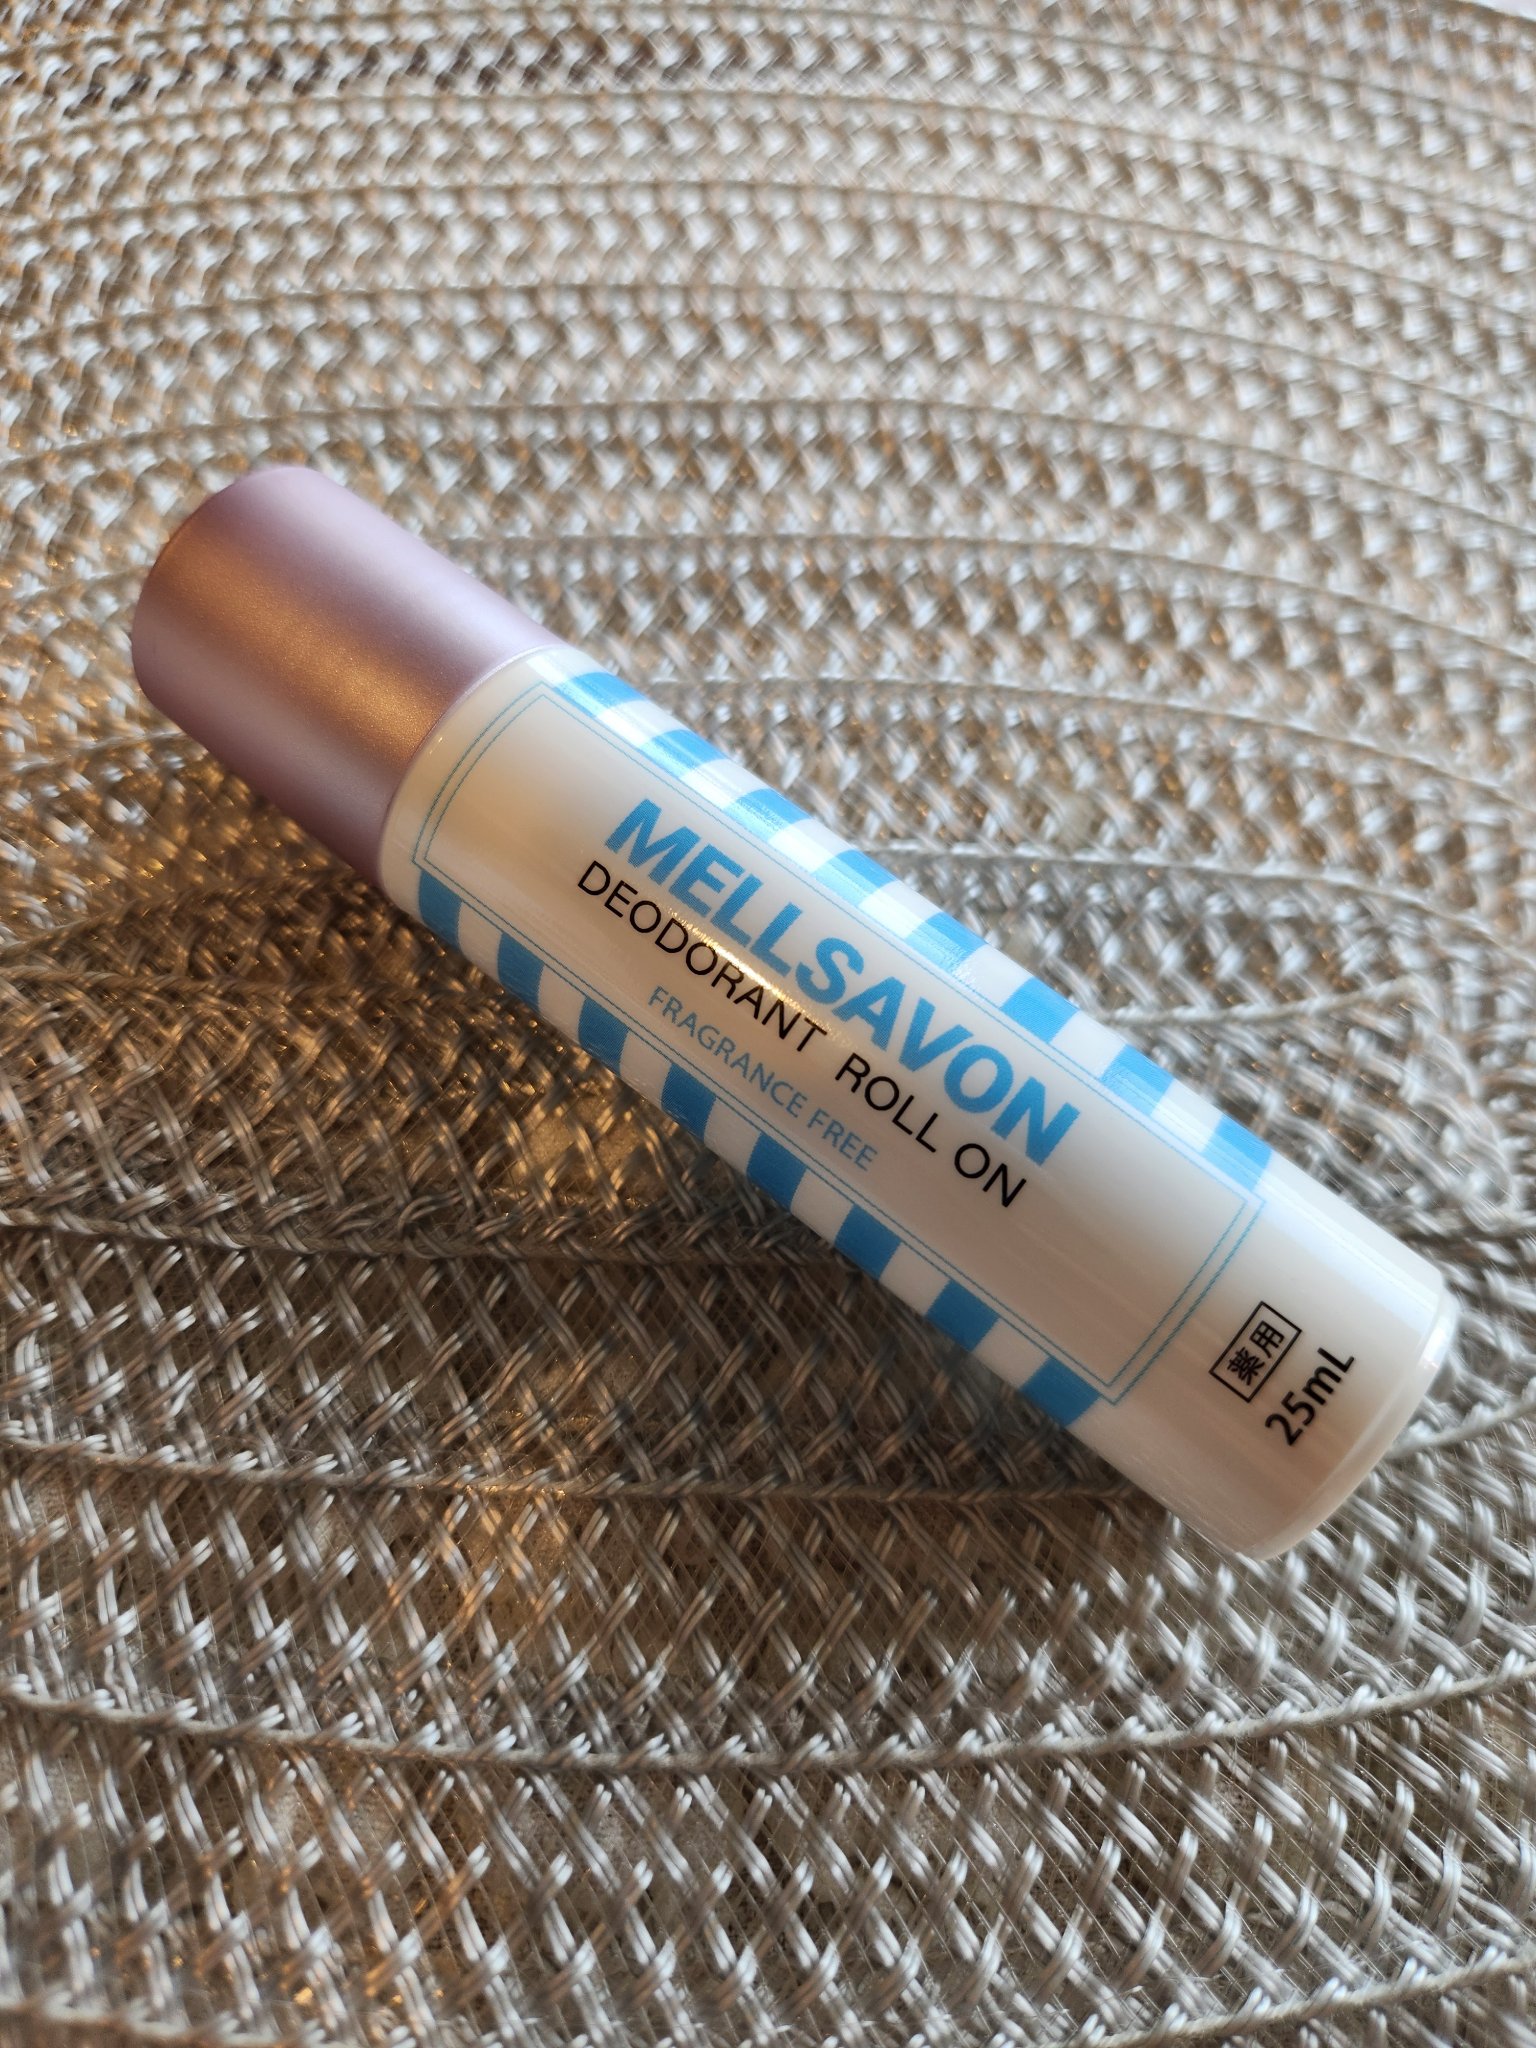 MELLSAVON
DEODORANT ROLL ON
FRAGRANCE FREE
薬用
25mL